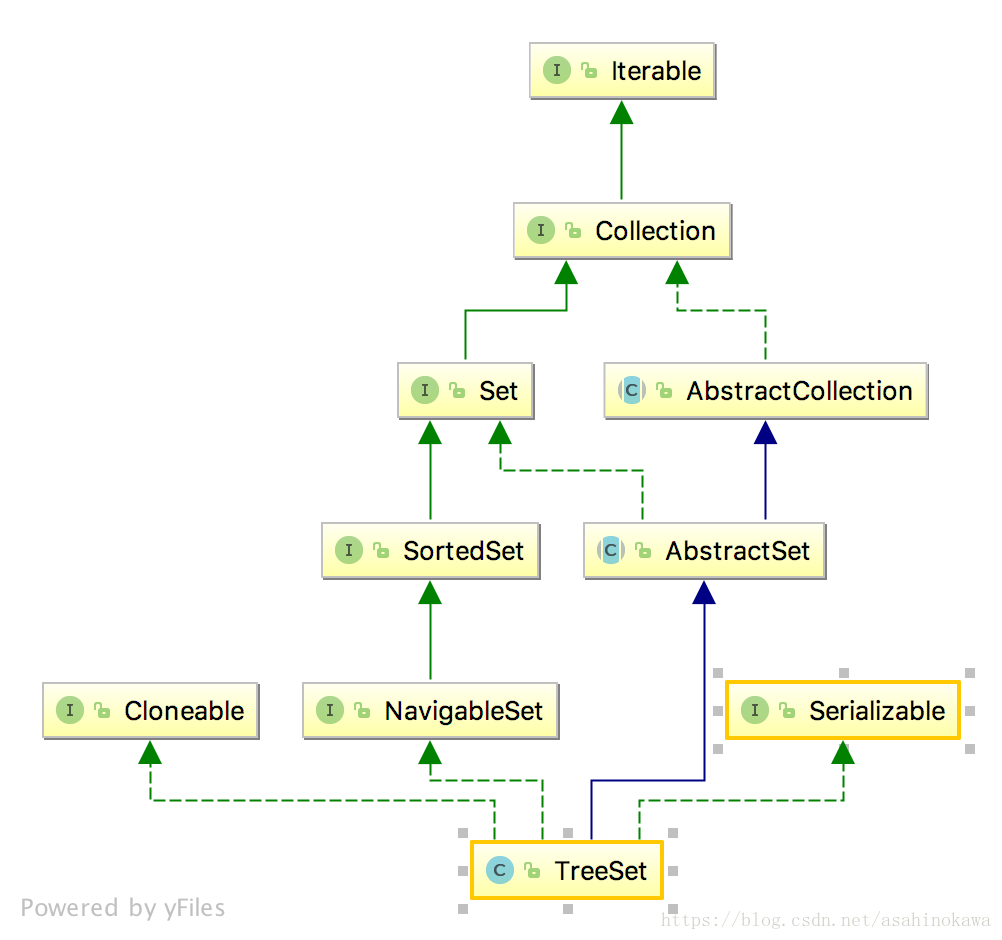 I Iterable
I Collection
I Set
C AbstractCollection
I SortedSet
C AbstractSet
I Cloneable
I NavigableSet
I Serializable
C TreeSet
Powered by yFiles
https://blog.csdn.net/asahinokawa